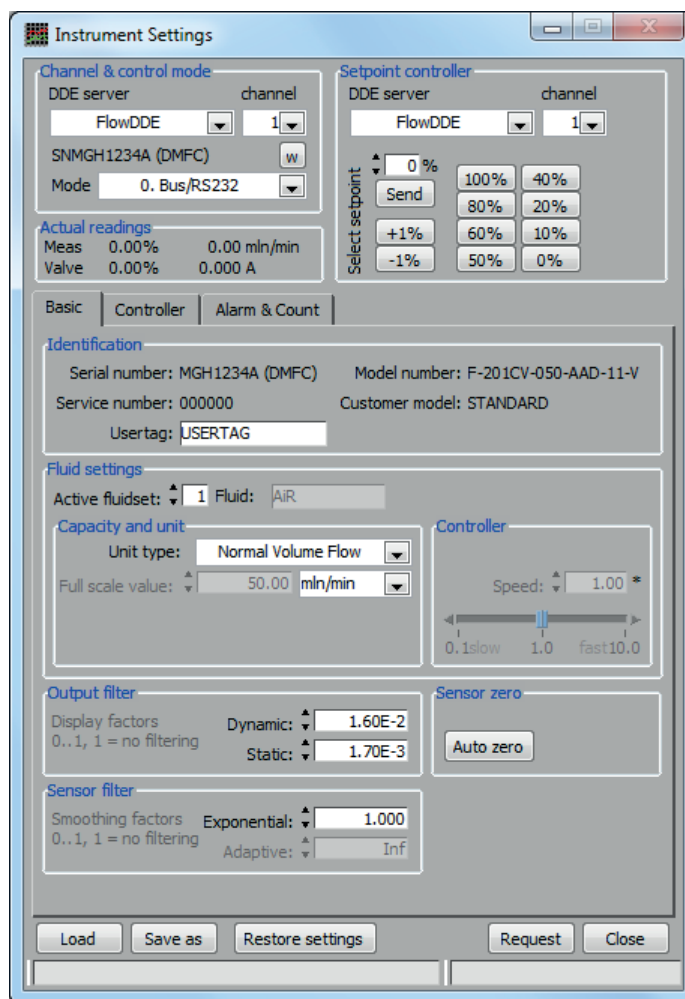 Instrument Settings
Channel & control mode
DDE server channel
FlowDDE 1
SNMGH1234A (DMFC) w
Mode 0. Bus/RS232
Setpoint controller
DDE server channel
FlowDDE 1
Select setpoint
0 %
Send
+1%
-1%
100% 40%
80% 20%
60% 10%
50% 0%
Actual readings
Meas 0.00% 0.00 mln/min
Valve 0.00% 0.000 A
Basic Controller Alarm & Count
Identification
Serial number: MGH1234A (DMFC) Model number: F-201CV-050-AAD-11-V
Service number: 000000 Customer model: STANDARD
Usertag: USERTAG
Fluid settings
Active fluidset: 1 Fluid: AiR
Capacity and unit
Unit type: Normal Volume Flow
Full scale value: 50.00 mln/min
Controller
Speed: 1.00 *
0.1slow 1.0 fast10.0
Output filter
Display factors
0..1, 1 = no filtering
Dynamic: 1.60E-2
Static: 1.70E-3
Sensor zero
Auto zero
Sensor filter
Smoothing factors
0..1, 1 = no filtering
Exponential: 1.000
Adaptive: Inf
Load Save as Restore settings Request Close